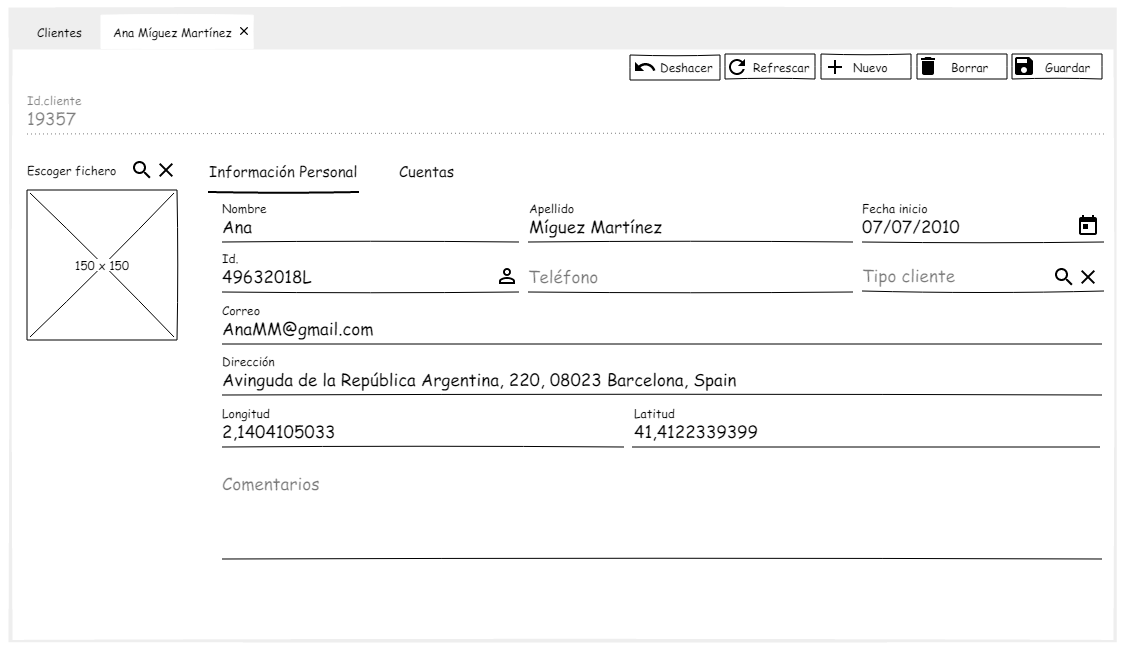 Clientes Ana Míguez Martínez
Deshacer Refrescar Nuevo Borrar Guardar
Id.cliente
19357
Escoger fichero
150 x 150
Información Personal Cuentas
Nombre Apellido Fecha inicio
Ana Míguez Martínez 07/07/2010
Id.
49632018L Teléfono Tipo cliente
Correo
AnaMM@gmail.com
Dirección
Avinguda de la República Argentina, 220, 08023 Barcelona, Spain
Longitud Latitud
2,1404105033 41,4122339399
Comentarios